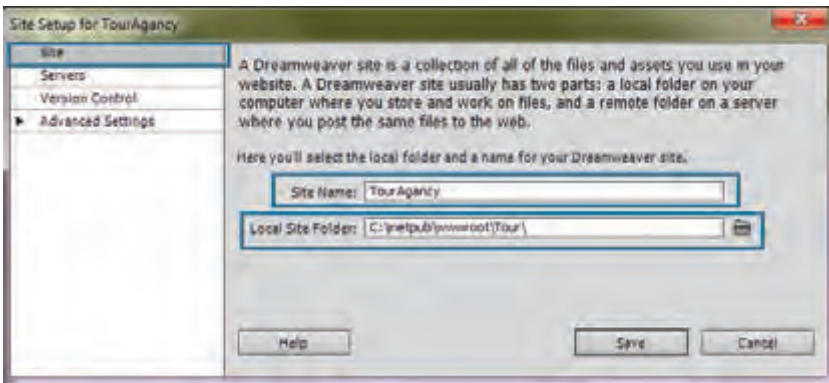 Site Setup for TourAgancy
Site
Servers
Version Control
Advanced Settings
A Dreamweaver site is a collection of all of the files and assets you use in your
website. A Dreamweaver site usually has two parts: a local folder on your
computer where you store and work on files, and a remote folder on a server
where you post the same files to the web.
Here you'll select the local folder and a name for your Dreamweaver site.
Site Name: TourAgancy
Local Site Folder: C:\inetpub\wwwroot\Tour\
Help
Save
Cancel